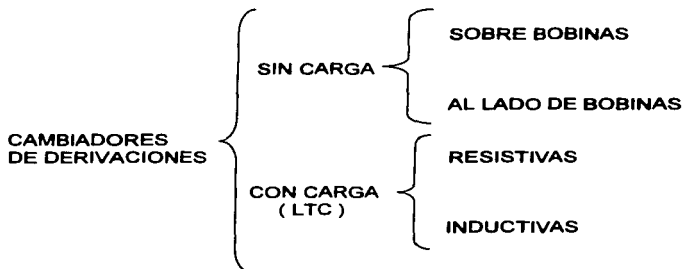 CAMBIADORES
DE DERIVACIONES
SIN CARGA
SOBRE BOBINAS
AL LADO DE BOBINAS
CON CARGA
( LTC )
RESISTIVAS
INDUCTIVAS